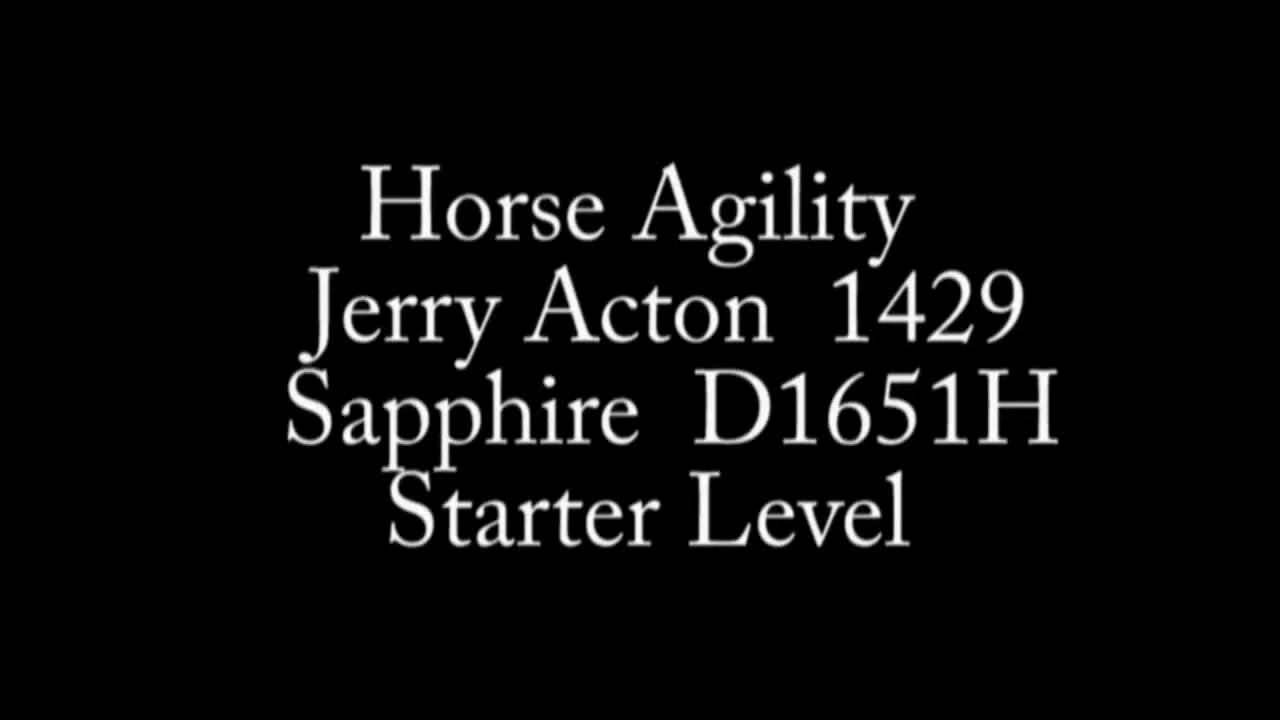 Horse Agility
Jerry Acton 1429
Sapphire D1651H
Starter Level